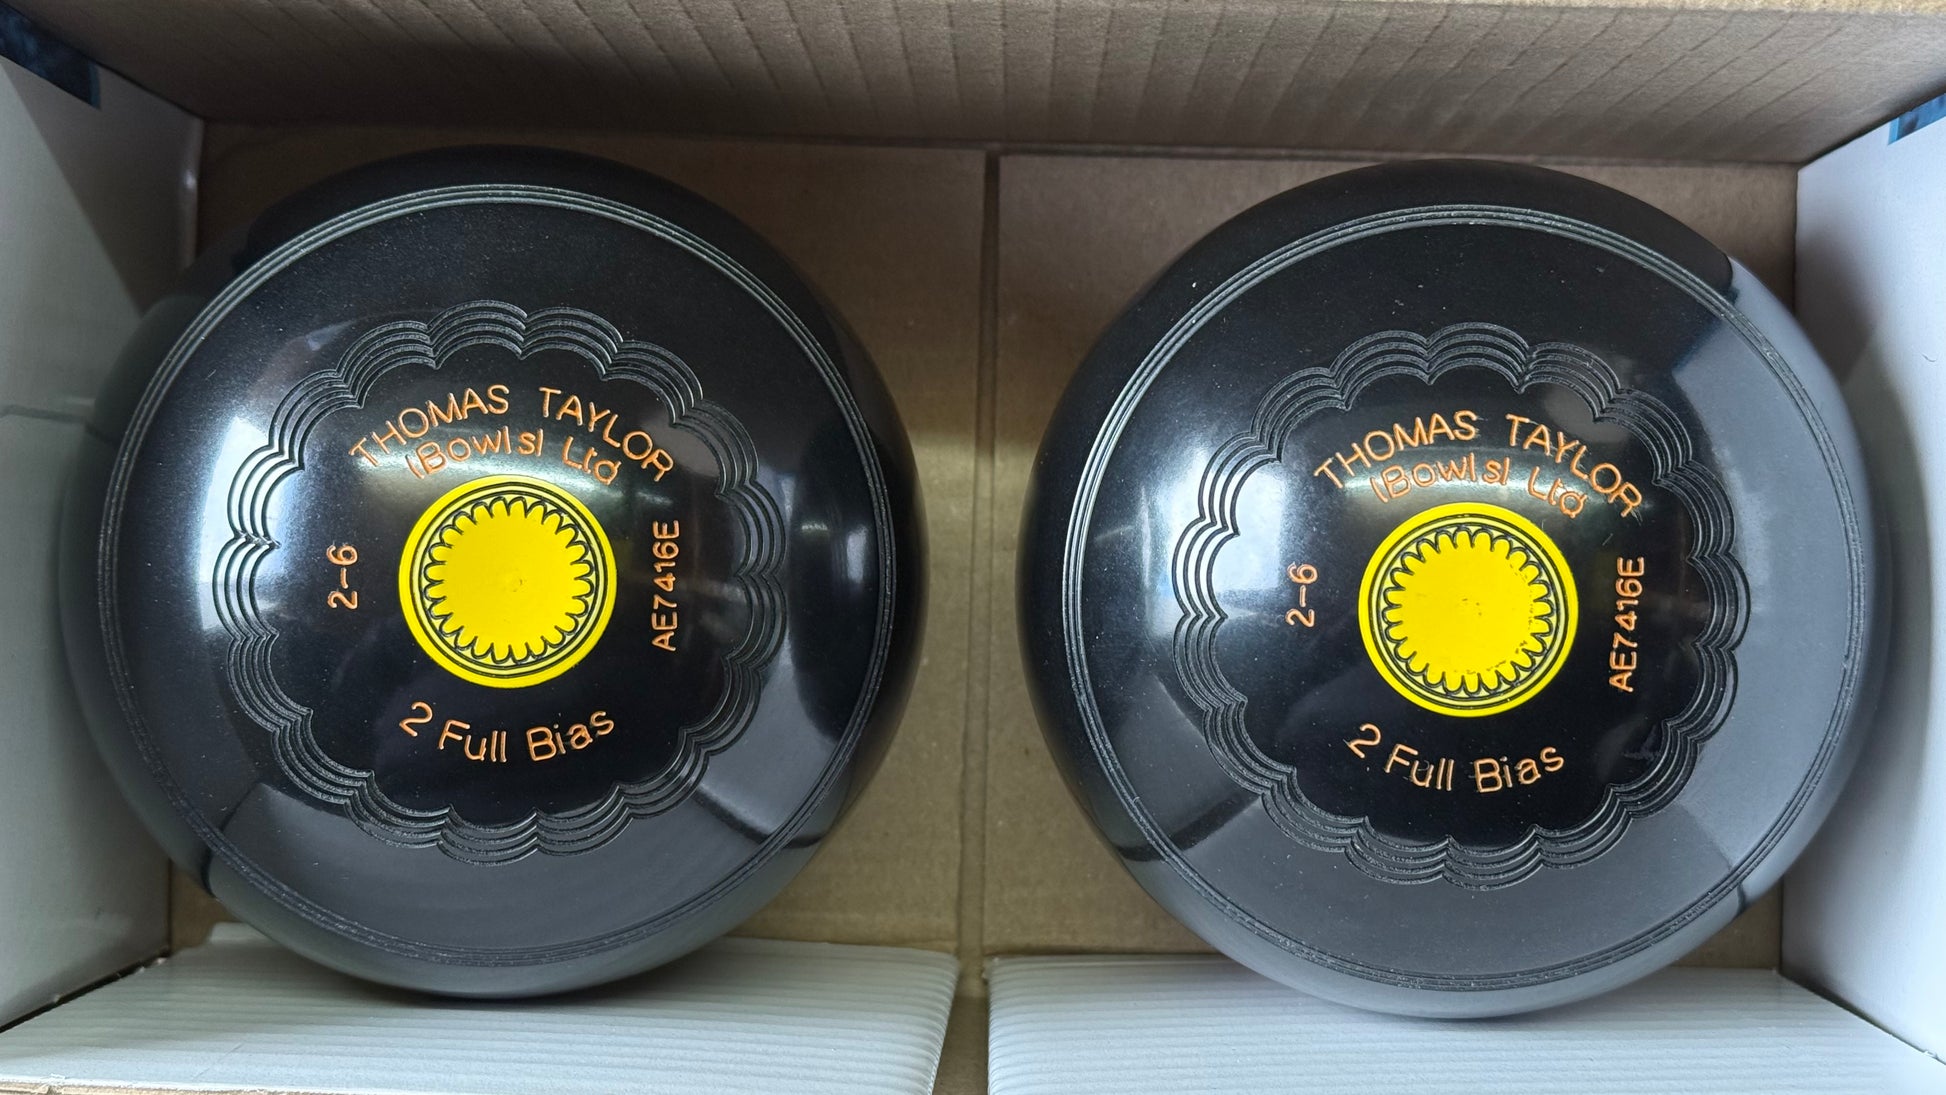 THOMAS TAYLOR
(Bowls) Ltd
2-6
AE7416E
2 Full Bias
THOMAS TAYLOR
(Bowls) Ltd
2-6
AE7416E
2 Full Bias